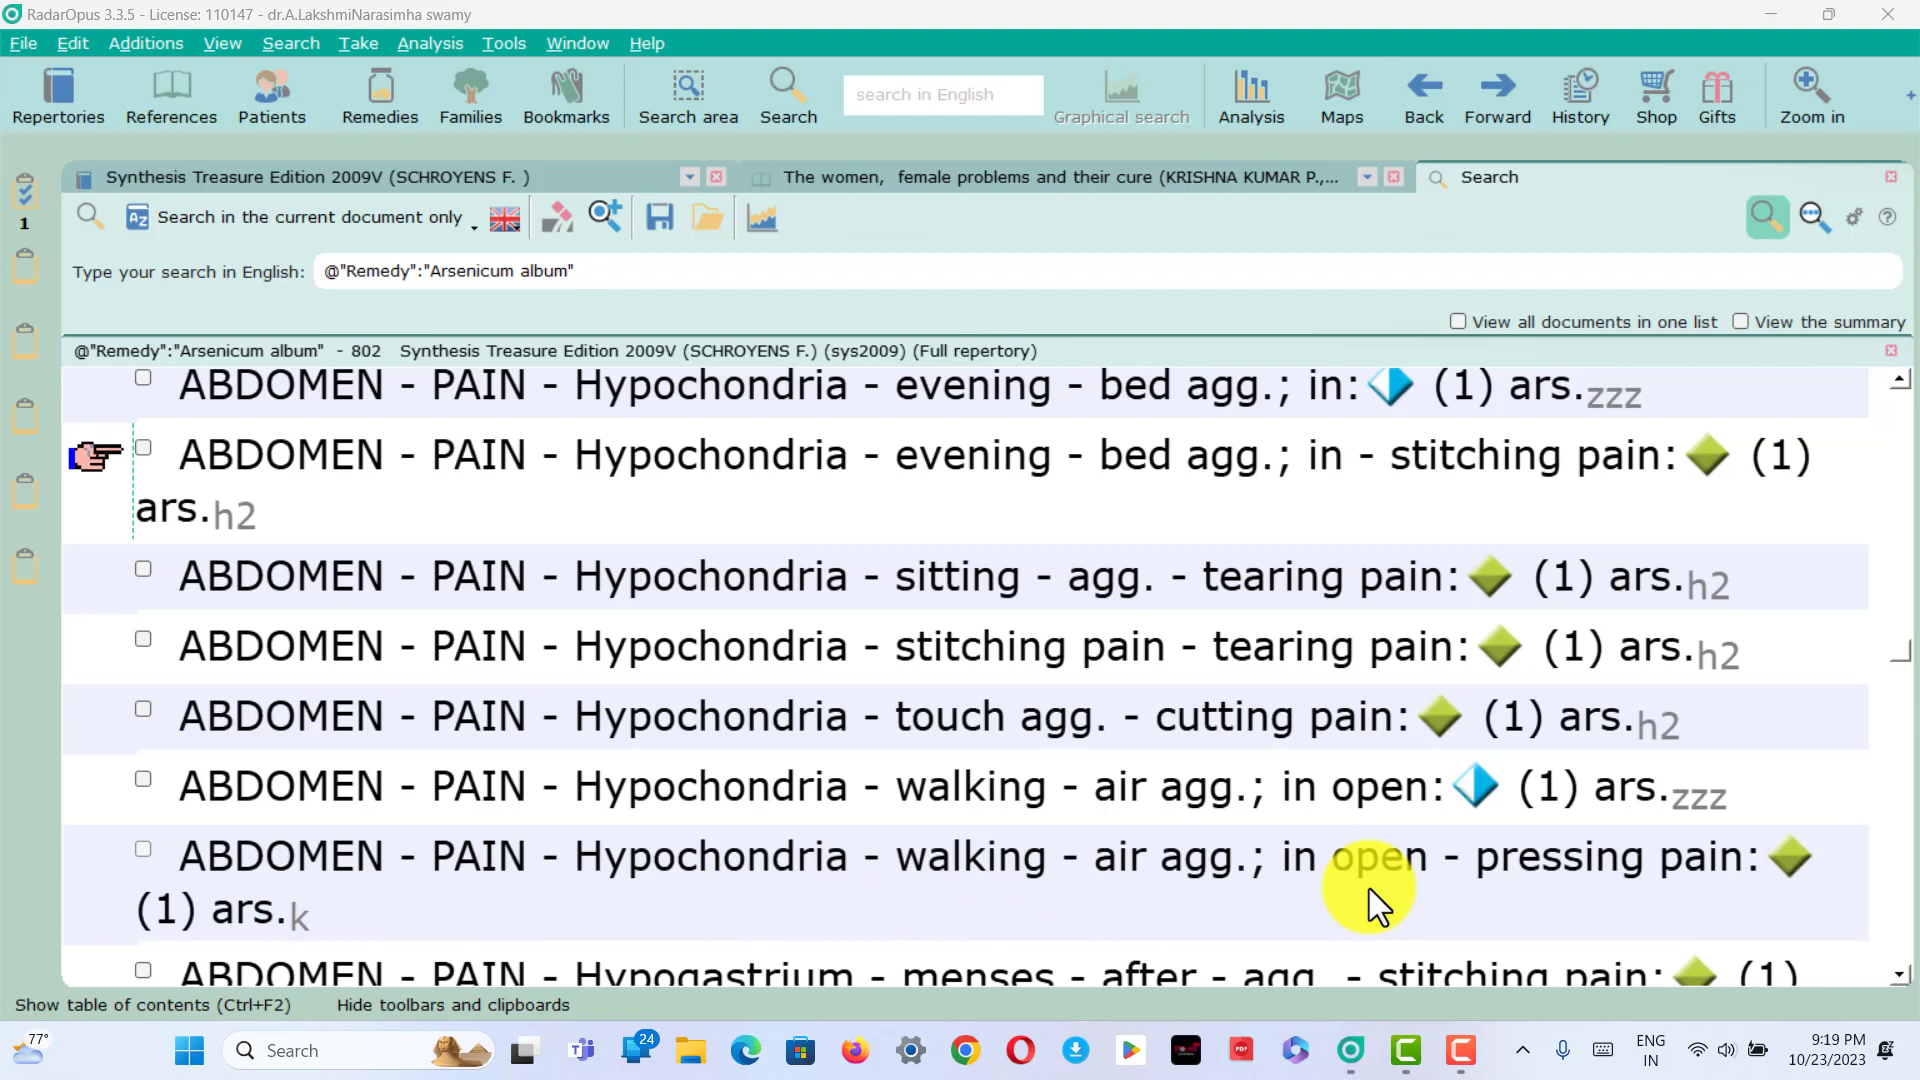 RadarOpus 3.3.5 - License: 110147 - dr.A.LakshmiNarasimha swamy
File Edit Additions View Search Take Analysis Tools Window Help
Repertories References Patients Remedies Families Bookmarks Search area Search search in English Graphical search Analysis Maps Back Forward History Shop Gifts Zoom in
Synthesis Treasure Edition 2009V (SCHROYENS F. ) The women, female problems and their cure (KRISHNA KUMAR P.,... Search
1
AZ Search in the current document only
Type your search in English: @"Remedy":"Arsenicum album"
View all documents in one list View the summary
@"Remedy":"Arsenicum album" - 802 Synthesis Treasure Edition 2009V (SCHROYENS F.) (sys2009) (Full repertory)
ABDOMEN - PAIN - Hypochondria - evening - bed agg.; in: (1) ars.zzz
ABDOMEN - PAIN - Hypochondria - evening - bed agg.; in - stitching pain: (1)
ars.h2
ABDOMEN - PAIN - Hypochondria - sitting - agg. - tearing pain: (1) ars.h2
ABDOMEN - PAIN - Hypochondria - stitching pain - tearing pain: (1) ars.h2
ABDOMEN - PAIN - Hypochondria - touch agg. - cutting pain: (1) ars.h2
ABDOMEN - PAIN - Hypochondria - walking - air agg.; in open: (1) ars.zzz
ABDOMEN - PAIN - Hypochondria - walking - air agg.; in open - pressing pain:
(1) ars.k
ABDOMEN - PAIN - Hypogastrium - menses - after - agg. - stitching pain: (1)
Show table of contents (Ctrl+F2) Hide toolbars and clipboards
77° Search 24 PDF ENG IN 9:19 PM 10/23/2023